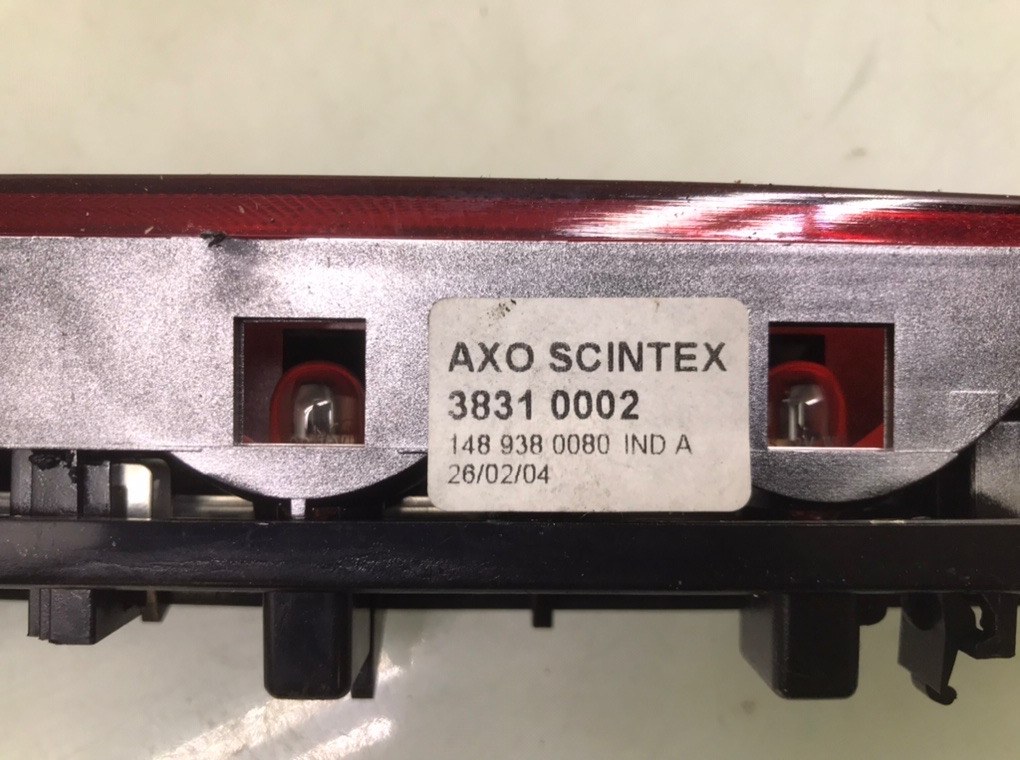 AXO SCINTEX
3831 0002
148 938 0080 IND A
26/02/04